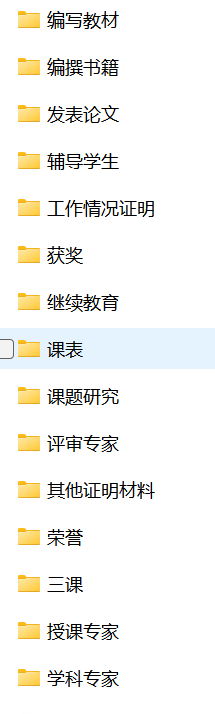 编写教材
编撰书籍
发表论文
辅导学生
工作情况证明
获奖
继续教育
课表
课题研究
评审专家
其他证明材料
荣誉
三课
授课专家
学科专家